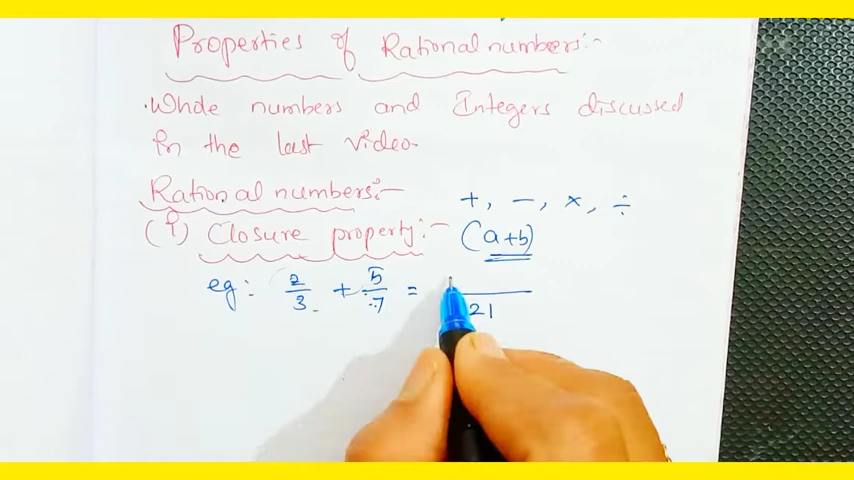 Properties of Rational numbers:-
Whole numbers and Integers discussed
in the last video.
Rational numbers:-
+, -, ×, ÷
(i) Closure property:- (a+b)
eg: 2/3 + 5/7 = /21